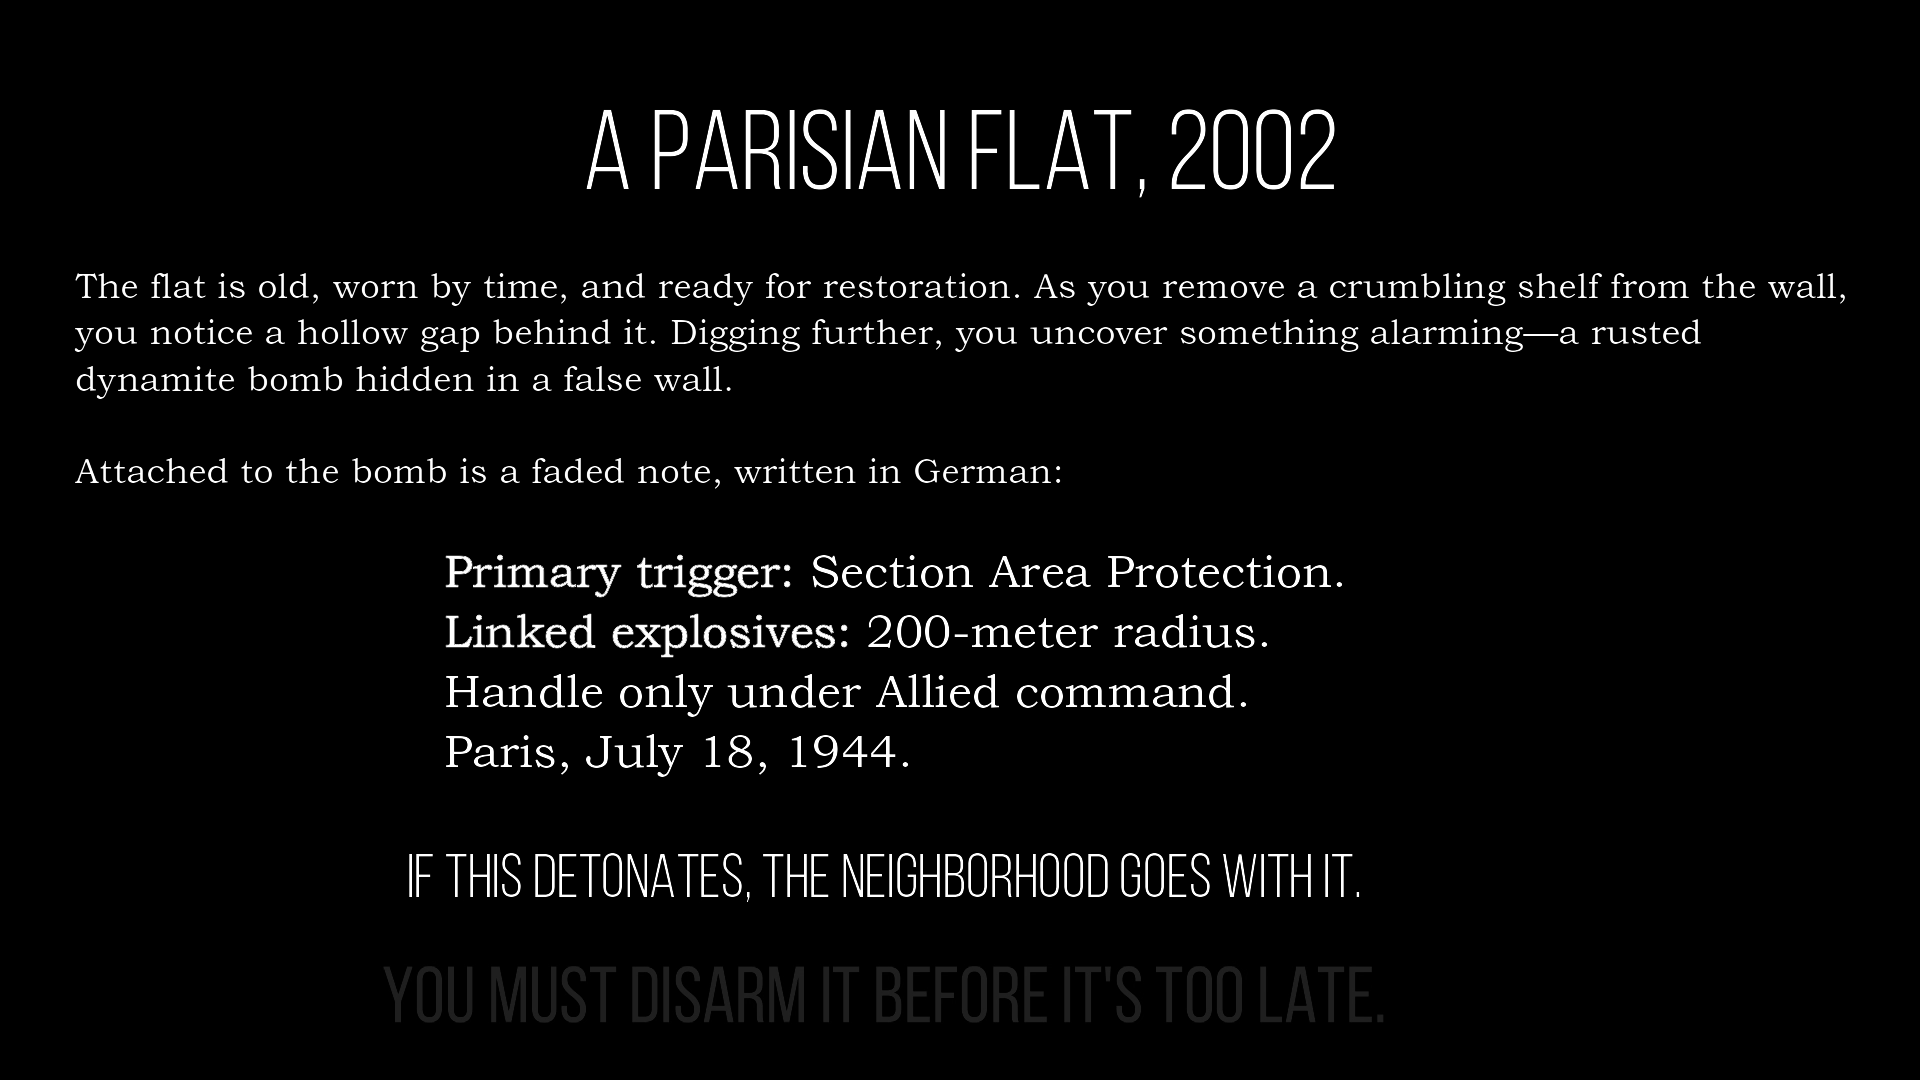 A PARISIAN FLAT, 2002
The flat is old, worn by time, and ready for restoration. As you remove a crumbling shelf from the wall,
you notice a hollow gap behind it. Digging further, you uncover something alarming—a rusted
dynamite bomb hidden in a false wall.
Attached to the bomb is a faded note, written in German:
Primary trigger: Section Area Protection.
Linked explosives: 200-meter radius.
Handle only under Allied command.
Paris, July 18, 1944.
IF THIS DETONATES, THE NEIGHBORHOOD GOES WITH IT.
YOU MUST DISARM IT BEFORE IT'S TOO LATE.